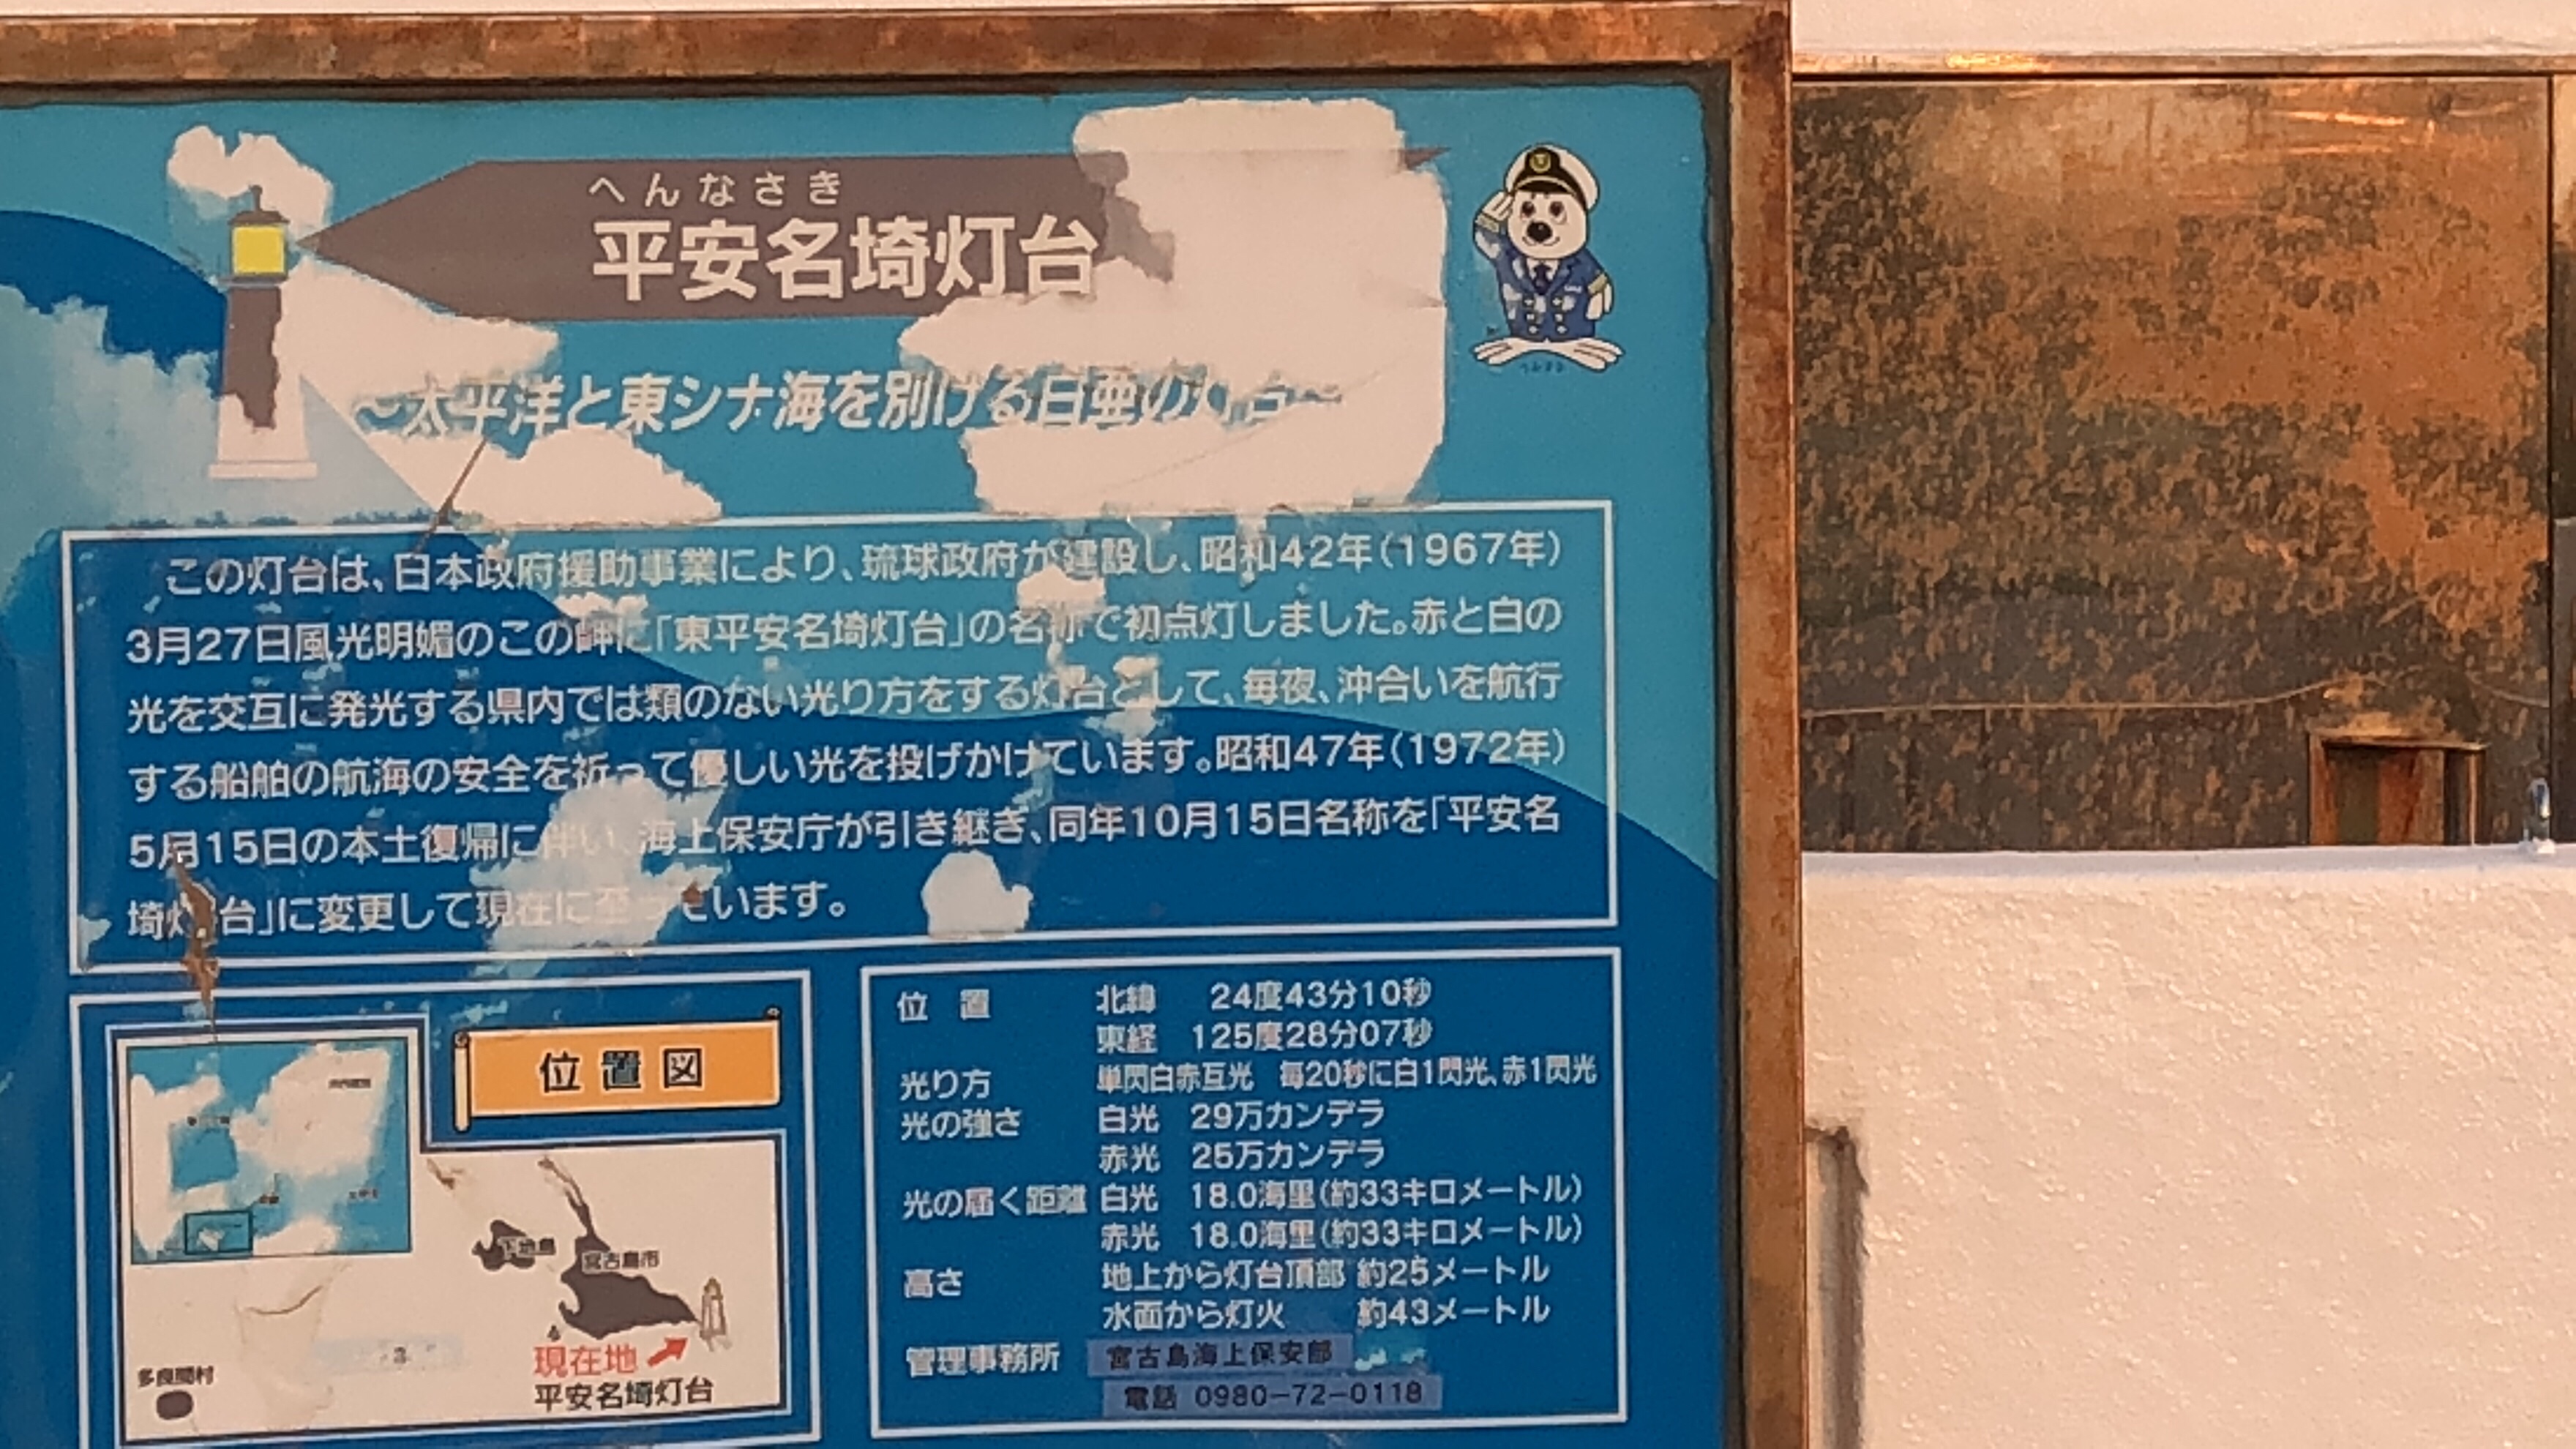 へんなさき
平安名埼灯台
～太平洋と東シナ海を別ける白亜の灯台～
この灯台は、日本政府援助事業により、琉球政府が建設し、昭和42年（1967年）
3月27日風光明媚のこの岬に「東平安名埼灯台」の名称で初点灯しました。赤と白の
光を交互に発光する県内では類のない光り方をする灯台として、毎夜、沖合いを航行
する船舶の航海の安全を祈って優しい光を投げかけています。昭和47年（1972年）
5月15日の本土復帰に伴い、海上保安庁が引き継ぎ、同年10月15日名称を「平安名
埼灯台」に変更して現在に至っています。
位置図
下地島
宮古島市
現在地
平安名埼灯台
多良間村
位　置　北緯　24度43分10秒
東経　125度28分07秒
光り方　単閃白赤互光　毎20秒に白1閃光、赤1閃光
光の強さ　白光　29万カンデラ
赤光　25万カンデラ
光の届く距離　白光　18.0海里（約33キロメートル）
赤光　18.0海里（約33キロメートル）
高さ　地上から灯台頂部　約25メートル
水面から灯火　約43メートル
管理事務所　宮古島海上保安部
電話　0980-72-0118